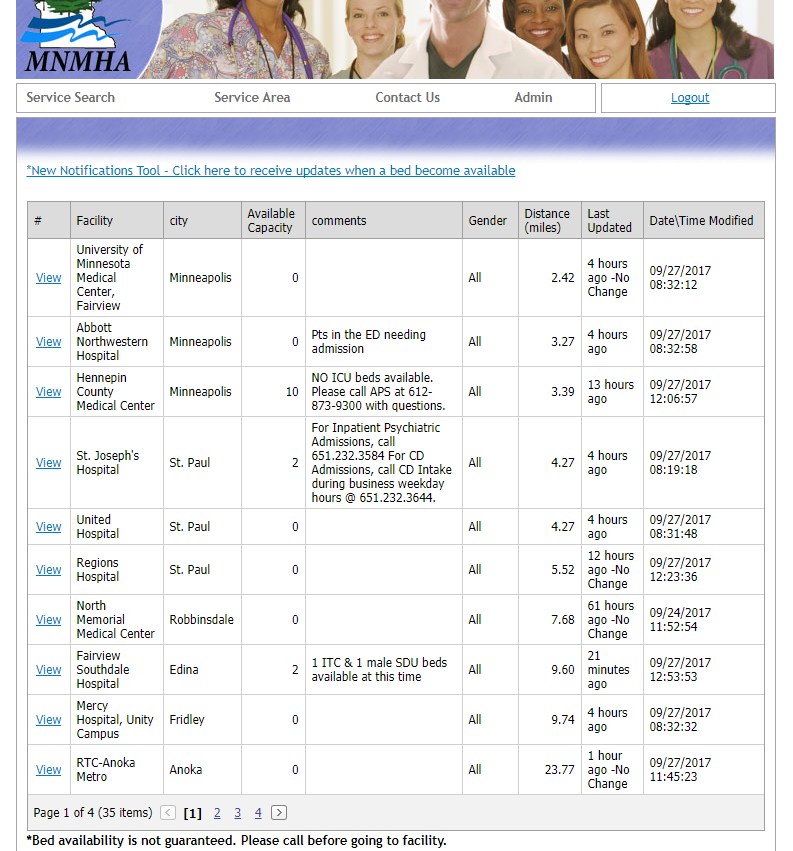 MNMHA
Service Search Service Area Contact Us Admin Logout
*New Notifications Tool - Click here to receive updates when a bed become available
# Facility city Available Capacity comments Gender Distance (miles) Last Updated Date\Time Modified
View University of Minnesota Medical Center, Fairview Minneapolis 0 All 2.42 4 hours ago -No Change 09/27/2017 08:32:12
View Abbott Northwestern Hospital Minneapolis 0 Pts in the ED needing admission All 3.27 4 hours ago 09/27/2017 08:32:58
View Hennepin County Medical Center Minneapolis 10 NO ICU beds available. Please call APS at 612-873-9300 with questions. All 3.39 13 hours ago 09/27/2017 12:06:57
View St. Joseph's Hospital St. Paul 2 For Inpatient Psychiatric Admissions, call 651.232.3584 For CD Admissions, call CD Intake during business weekday hours @ 651.232.3644. All 4.27 4 hours ago 09/27/2017 08:19:18
View United Hospital St. Paul 0 All 4.27 4 hours ago 09/27/2017 08:31:48
View Regions Hospital St. Paul 0 All 5.52 12 hours ago -No Change 09/27/2017 12:23:36
View North Memorial Medical Center Robbinsdale 0 All 7.68 61 hours ago -No Change 09/24/2017 11:52:54
View Fairview Southdale Hospital Edina 2 1 ITC & 1 male SDU beds available at this time All 9.60 21 minutes ago 09/27/2017 12:53:53
View Mercy Hospital, Unity Campus Fridley 0 All 9.74 4 hours ago 09/27/2017 08:32:32
View RTC-Anoka Metro Anoka 0 All 23.77 1 hour ago -No Change 09/27/2017 11:45:23
Page 1 of 4 (35 items) < [1] 2 3 4 >
*Bed availability is not guaranteed. Please call before going to facility.